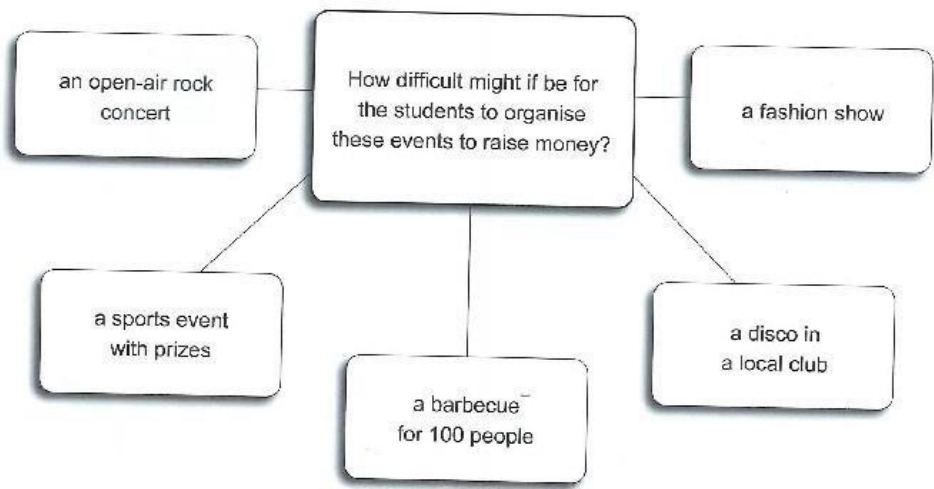 How difficult might if be for
the students to organise
these events to raise money?
an open-air rock
concert
a fashion show
a sports event
with prizes
a barbecue
for 100 people
a disco in
a local club